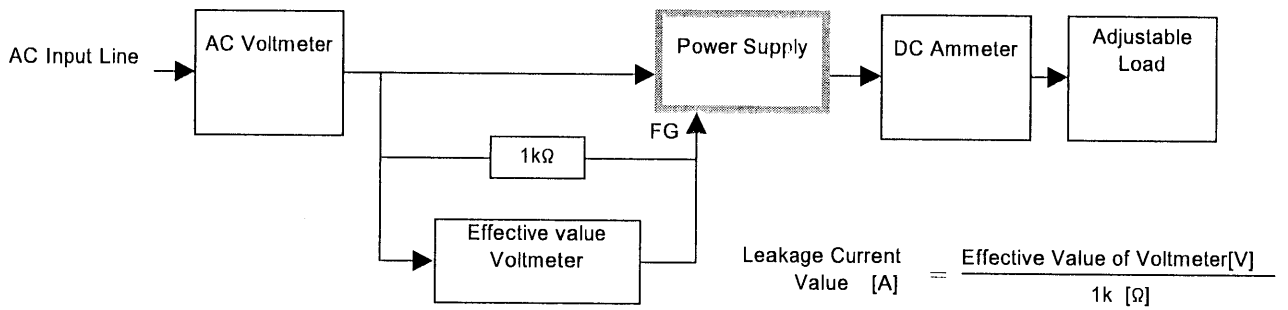 AC Input Line
AC Voltmeter
Power Supply
DC Ammeter
Adjustable
Load
FG
1kΩ
Effective value
Voltmeter
Leakage Current
Value [A]
=
Effective Value of Voltmeter[V]
1k [Ω]